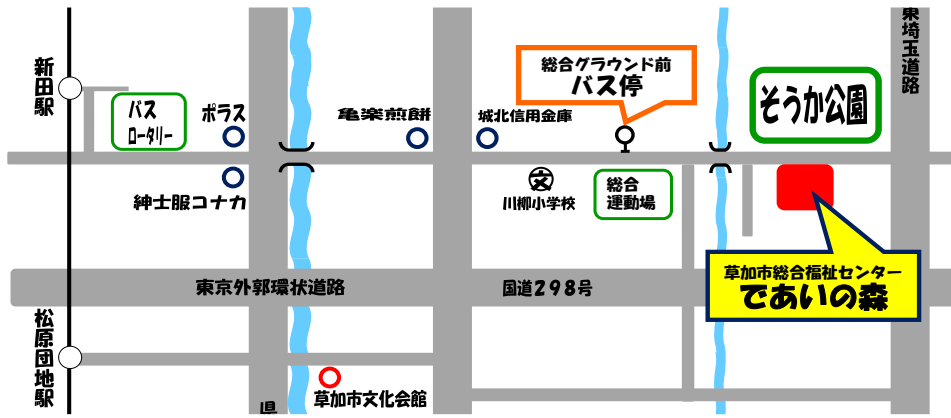 新田駅
バス
ロータリー
ポラス
紳士服コナカ
亀楽煎餅
城北信用金庫
総合グラウンド前
バス停
そうか公園
東埼玉道路
文
川柳小学校
総合
運動場
草加市総合福祉センター
であいの森
東京外郭環状道路
国道298号
松原団地駅
草加市文化会館
県